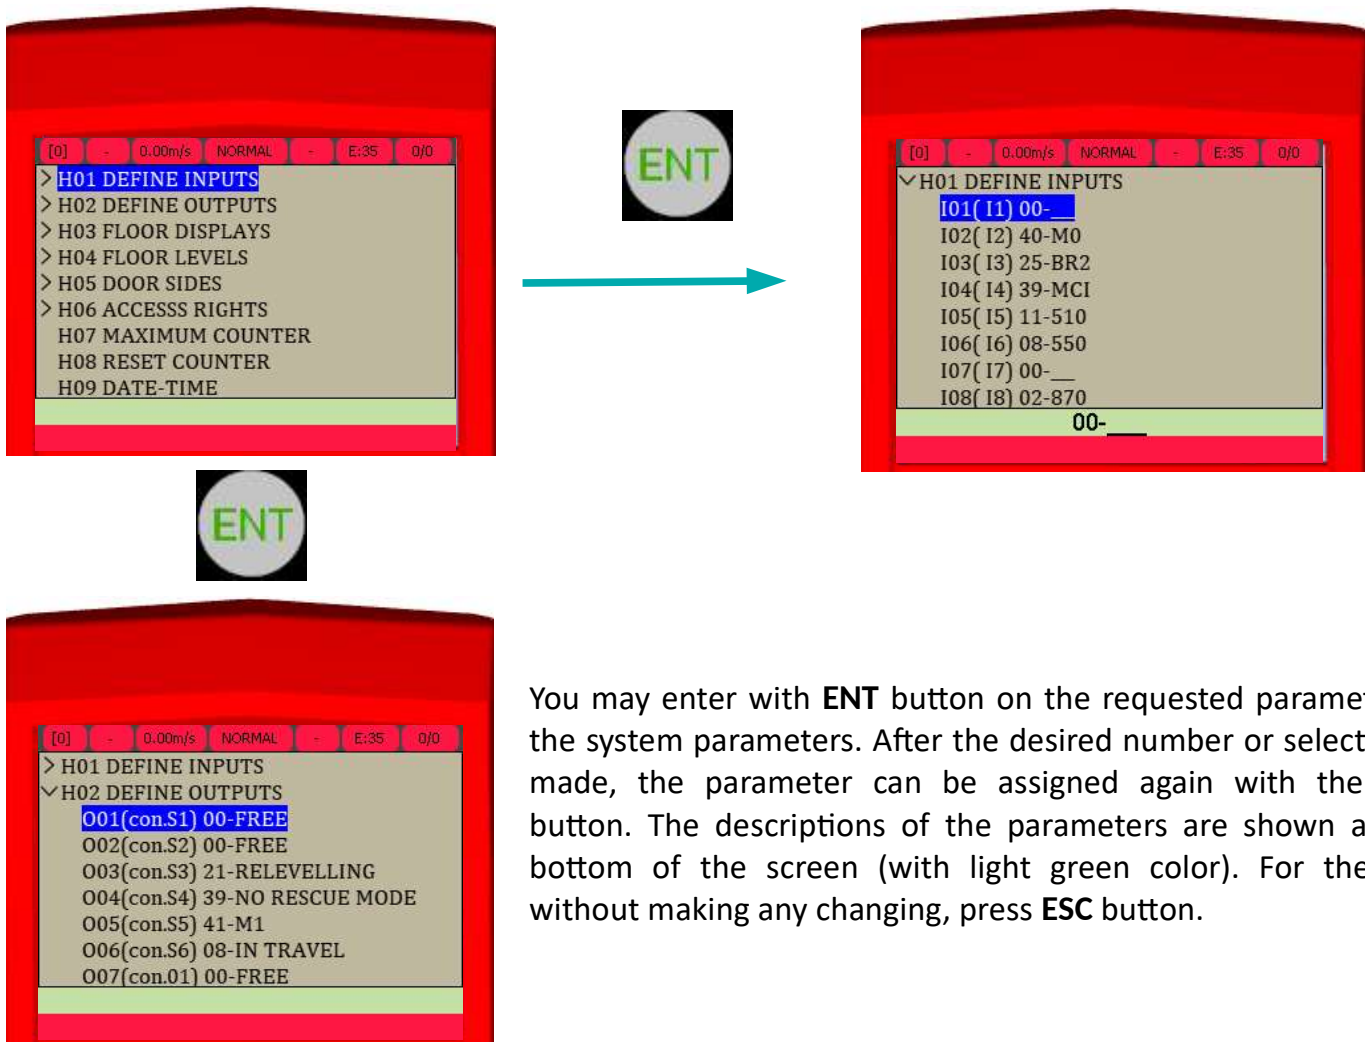 [0] - 0.00m/s NORMAL - E:35 0/0
> H01 DEFINE INPUTS
> H02 DEFINE OUTPUTS
> H03 FLOOR DISPLAYS
> H04 FLOOR LEVELS
> H05 DOOR SIDES
> H06 ACCESSS RIGHTS
H07 MAXIMUM COUNTER
H08 RESET COUNTER
H09 DATE-TIME
ENT
[0] - 0.00m/s NORMAL - E:35 0/0
H01 DEFINE INPUTS
I01( I1) 00-__
I02( I2) 40-M0
I03( I3) 25-BR2
I04( I4) 39-MCI
I05( I5) 11-510
I06( I6) 08-550
I07( I7) 00-__
I08( I8) 02-870
00-___
ENT
[0] - 0.00m/s NORMAL - E:35 0/0
> H01 DEFINE INPUTS
H02 DEFINE OUTPUTS
O01(con.S1) 00-FREE
O02(con.S2) 00-FREE
O03(con.S3) 21-RELEVELLING
O04(con.S4) 39-NO RESCUE MODE
O05(con.S5) 41-M1
O06(con.S6) 08-IN TRAVEL
O07(con.01) 00-FREE
You may enter with ENT button on the requested paramet
the system parameters. After the desired number or select
made, the parameter can be assigned again with the
button. The descriptions of the parameters are shown a
bottom of the screen (with light green color). For the
without making any changing, press ESC button.